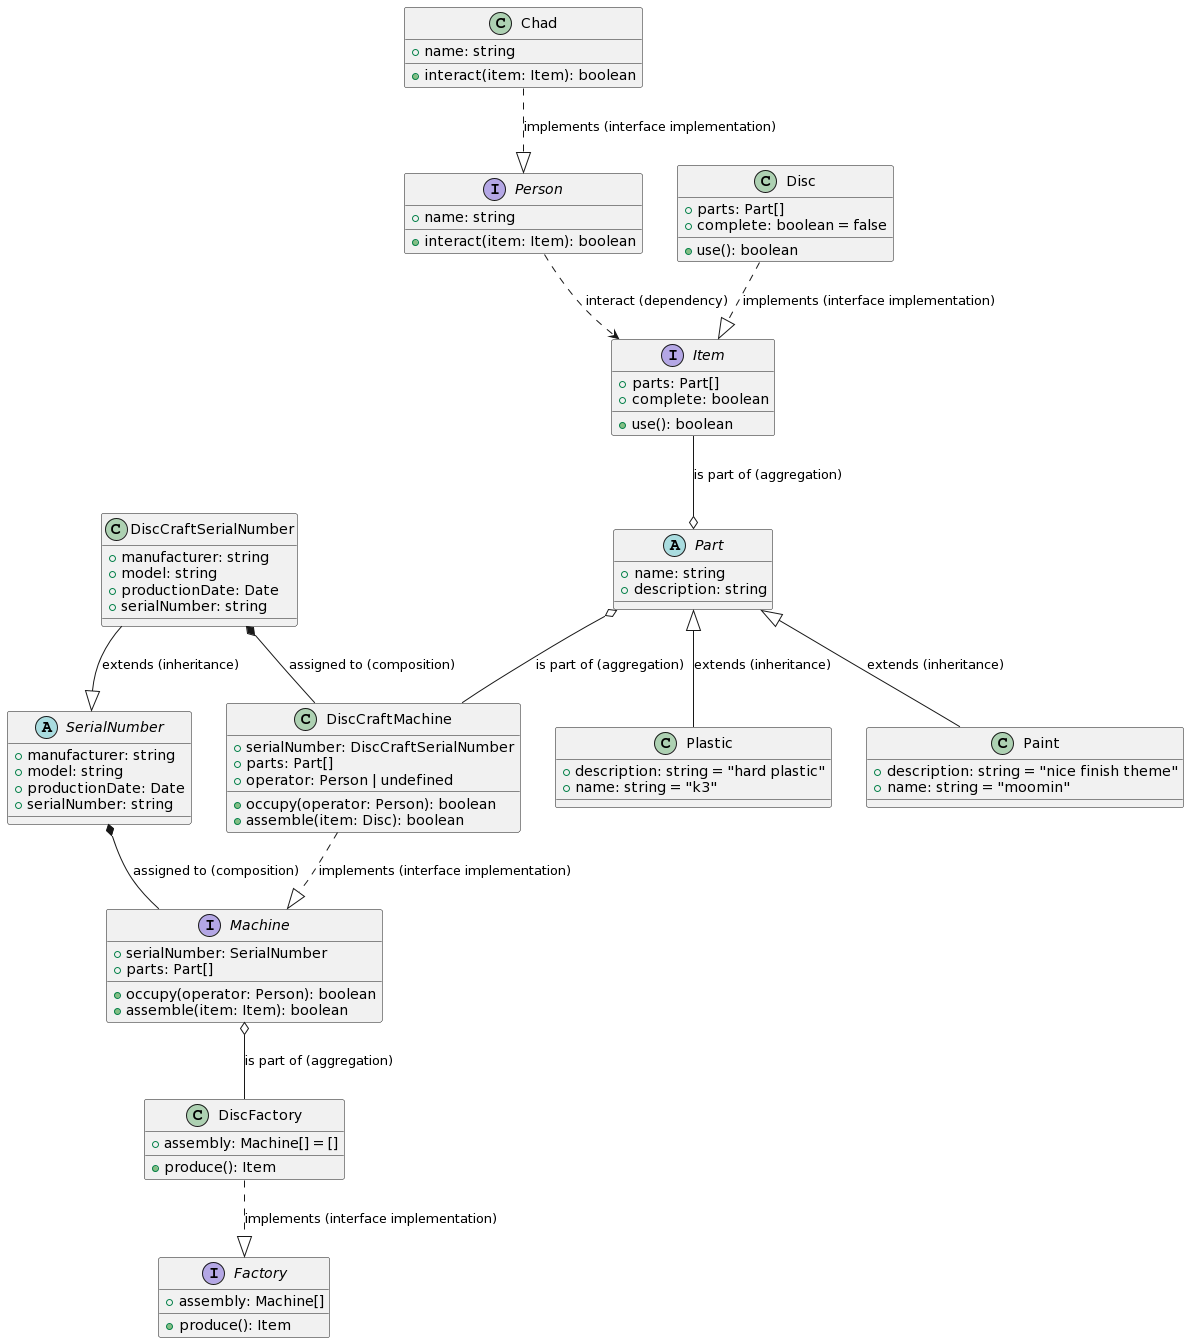 C Chad
name: string
interact(item: Item): boolean
implements (interface implementation)
I Person
name: string
interact(item: Item): boolean
C Disc
parts: Part[]
complete: boolean = false
use(): boolean
interact (dependency)
implements (interface implementation)
I Item
parts: Part[]
complete: boolean
use(): boolean
is part of (aggregation)
C DiscCraftSerialNumber
manufacturer: string
model: string
productionDate: Date
serialNumber: string
A Part
name: string
description: string
extends (inheritance)
assigned to (composition)
is part of (aggregation)
extends (inheritance)
extends (inheritance)
A SerialNumber
manufacturer: string
model: string
productionDate: Date
serialNumber: string
C DiscCraftMachine
serialNumber: DiscCraftSerialNumber
parts: Part[]
operator: Person | undefined
occupy(operator: Person): boolean
assemble(item: Disc): boolean
C Plastic
description: string = "hard plastic"
name: string = "k3"
C Paint
description: string = "nice finish theme"
name: string = "moomin"
assigned to (composition)
implements (interface implementation)
I Machine
serialNumber: SerialNumber
parts: Part[]
occupy(operator: Person): boolean
assemble(item: Item): boolean
is part of (aggregation)
C DiscFactory
assembly: Machine[] = []
produce(): Item
implements (interface implementation)
I Factory
assembly: Machine[]
produce(): Item